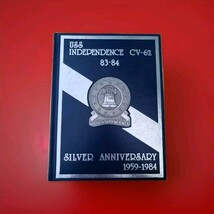 USS
INDEPENDENCE CV-62
83-84
SILVER ANNIVERSARY
1959-1984